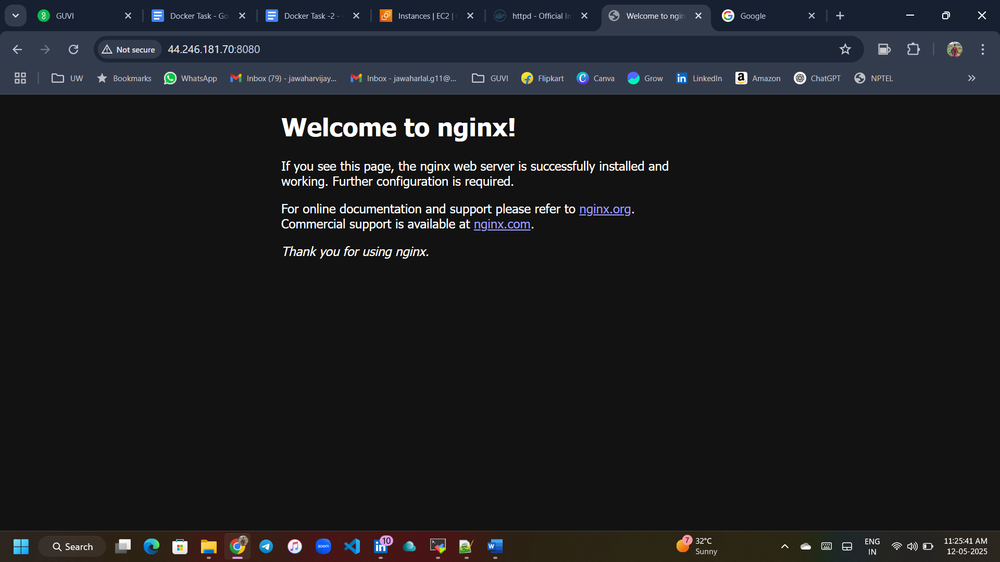 GUVI
Docker Task - Go
Docker Task -2 -
Instances | EC2 |
httpd - Official In
Welcome to ngin
Google
Not secure
44.246.181.70:8080
UW
Bookmarks
WhatsApp
Inbox (79) - jawaharvijay...
Inbox - jawaharlal.g11@...
GUVI
Flipkart
Canva
Grow
LinkedIn
Amazon
ChatGPT
NPTEL
Welcome to nginx!
If you see this page, the nginx web server is successfully installed and
working. Further configuration is required.
For online documentation and support please refer to nginx.org.
Commercial support is available at nginx.com.
Thank you for using nginx.
Search
zoom
10
7
32°C
Sunny
ENG
IN
11:25:41 AM
12-05-2025